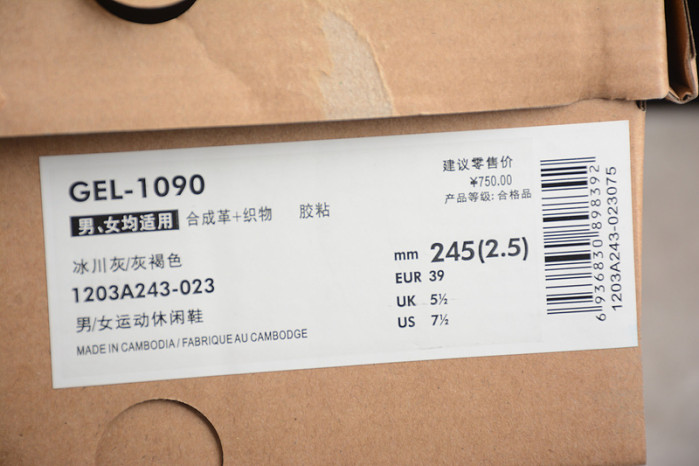 GEL-1090
男、女均适用 合成革+织物 胶粘
冰川灰/灰褐色
1203A243-023
男/女运动休闲鞋
MADE IN CAMBODIA / FABRIQUE AU CAMBODGE
建议零售价
¥750.00
产品等级: 合格品
mm 245(2.5)
EUR 39
UK 5½
US 7½
6 936830 898392
1203A243-023075